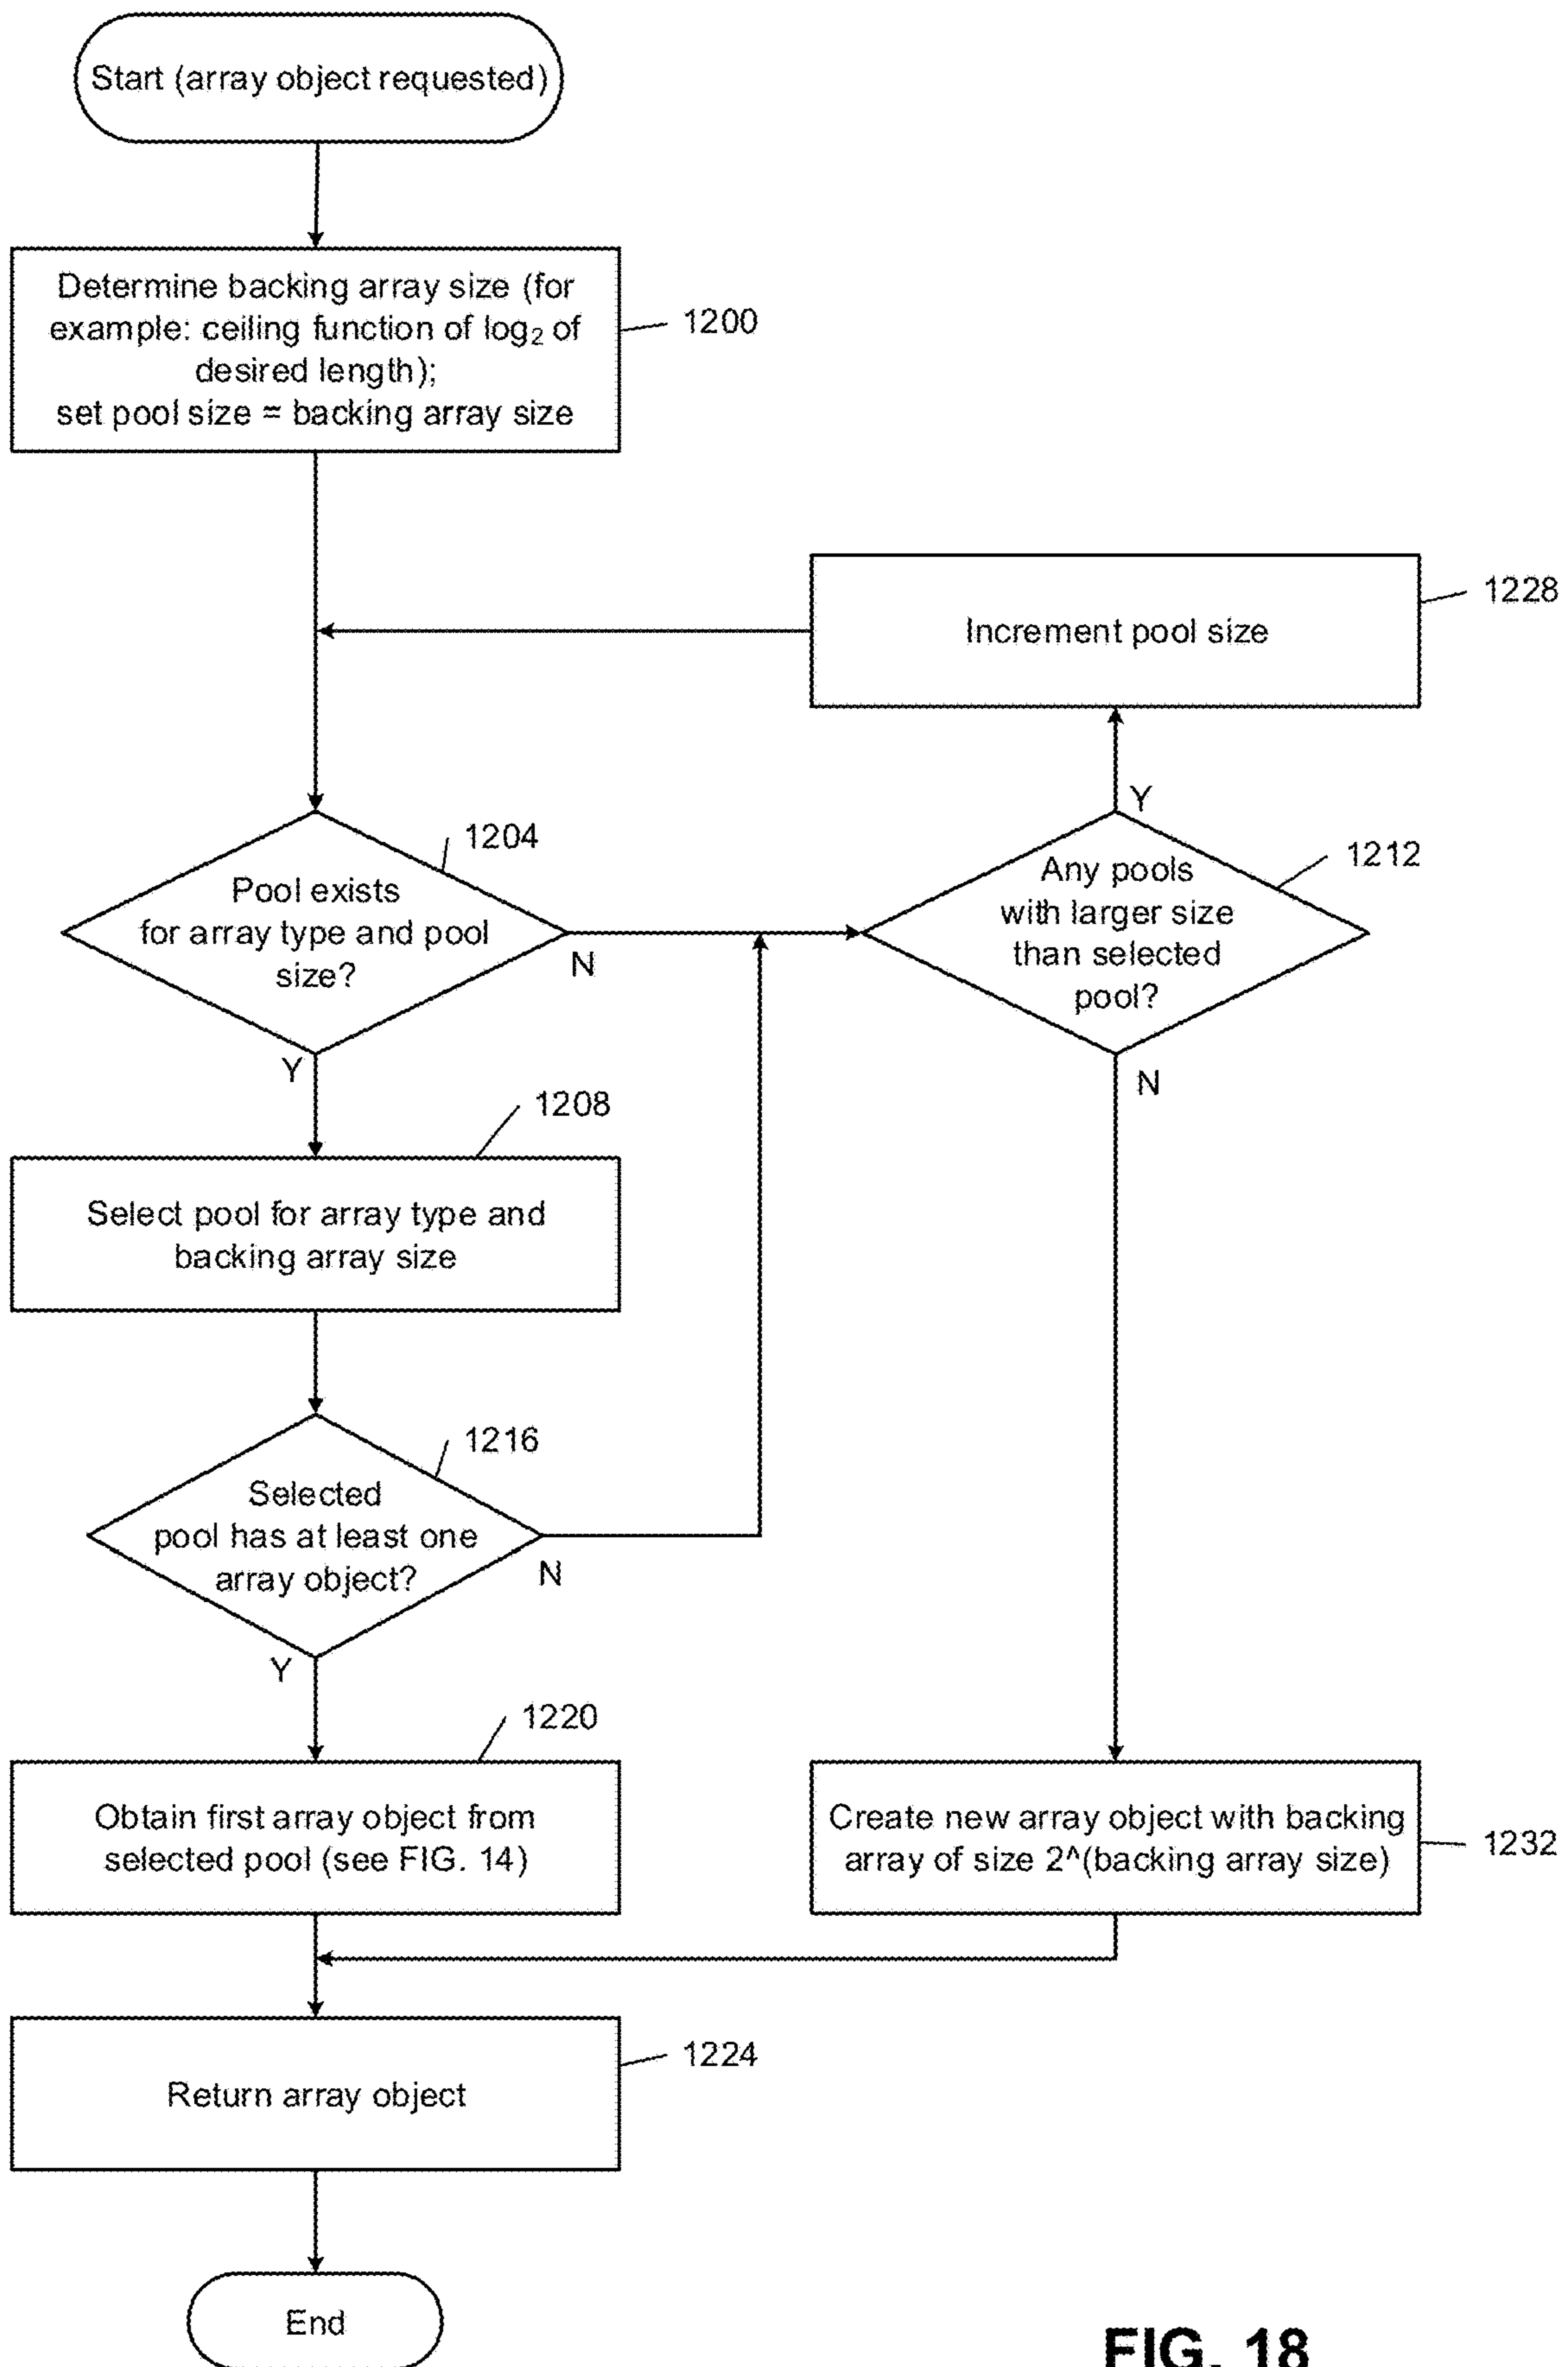 Start (array object requested)
Determine backing array size (for
example: ceiling function of log₂ of
desired length);
set pool size = backing array size
1200
1228
Increment pool size
Y
1204
1212
Pool exists
for array type and pool
size?
N
Any pools
with larger size
than selected
pool?
Y
N
1208
Select pool for array type and
backing array size
1216
Selected
pool has at least one
array object?
N
Y
1220
Obtain first array object from
selected pool (see FIG. 14)
Create new array object with backing
array of size 2^(backing array size)
1232
1224
Return array object
End
FIG. 18